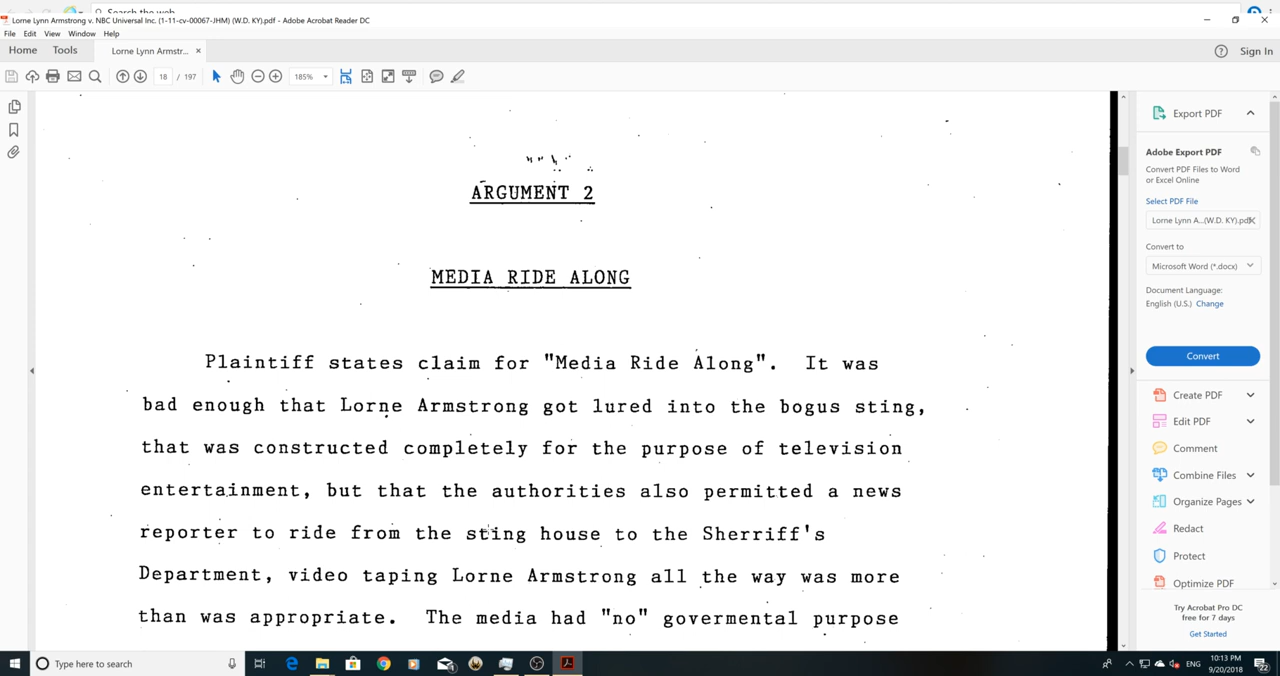 Search the web
Lorne Lynn Armstrong v. NBC Universal Inc. (1-11-cv-00067-JHM) (W.D. KY).pdf - Adobe Acrobat Reader DC
File Edit View Window Help
Home Tools Lorne Lynn Armstr... × Sign In
18 / 197 185%
ARGUMENT 2
MEDIA RIDE ALONG
Plaintiff states claim for "Media Ride Along". It was
bad enough that Lorne Armstrong got lured into the bogus sting,
that was constructed completely for the purpose of television
entertainment, but that the authorities also permitted a news
reporter to ride from the sting house to the Sherriff's
Department, video taping Lorne Armstrong all the way was more
than was appropriate. The media had "no" govermental purpose
Export PDF
Adobe Export PDF
Convert PDF Files to Word
or Excel Online
Select PDF File
Lorne Lynn A...(W.D. KY).pdf
Convert to
Microsoft Word (*.docx)
Document Language:
English (U.S.) Change
Convert
Create PDF
Edit PDF
Comment
Combine Files
Organize Pages
Redact
Protect
Optimize PDF
Try Acrobat Pro DC
free for 7 days
Get Started
Type here to search
ENG
10:13 PM
9/20/2018
22